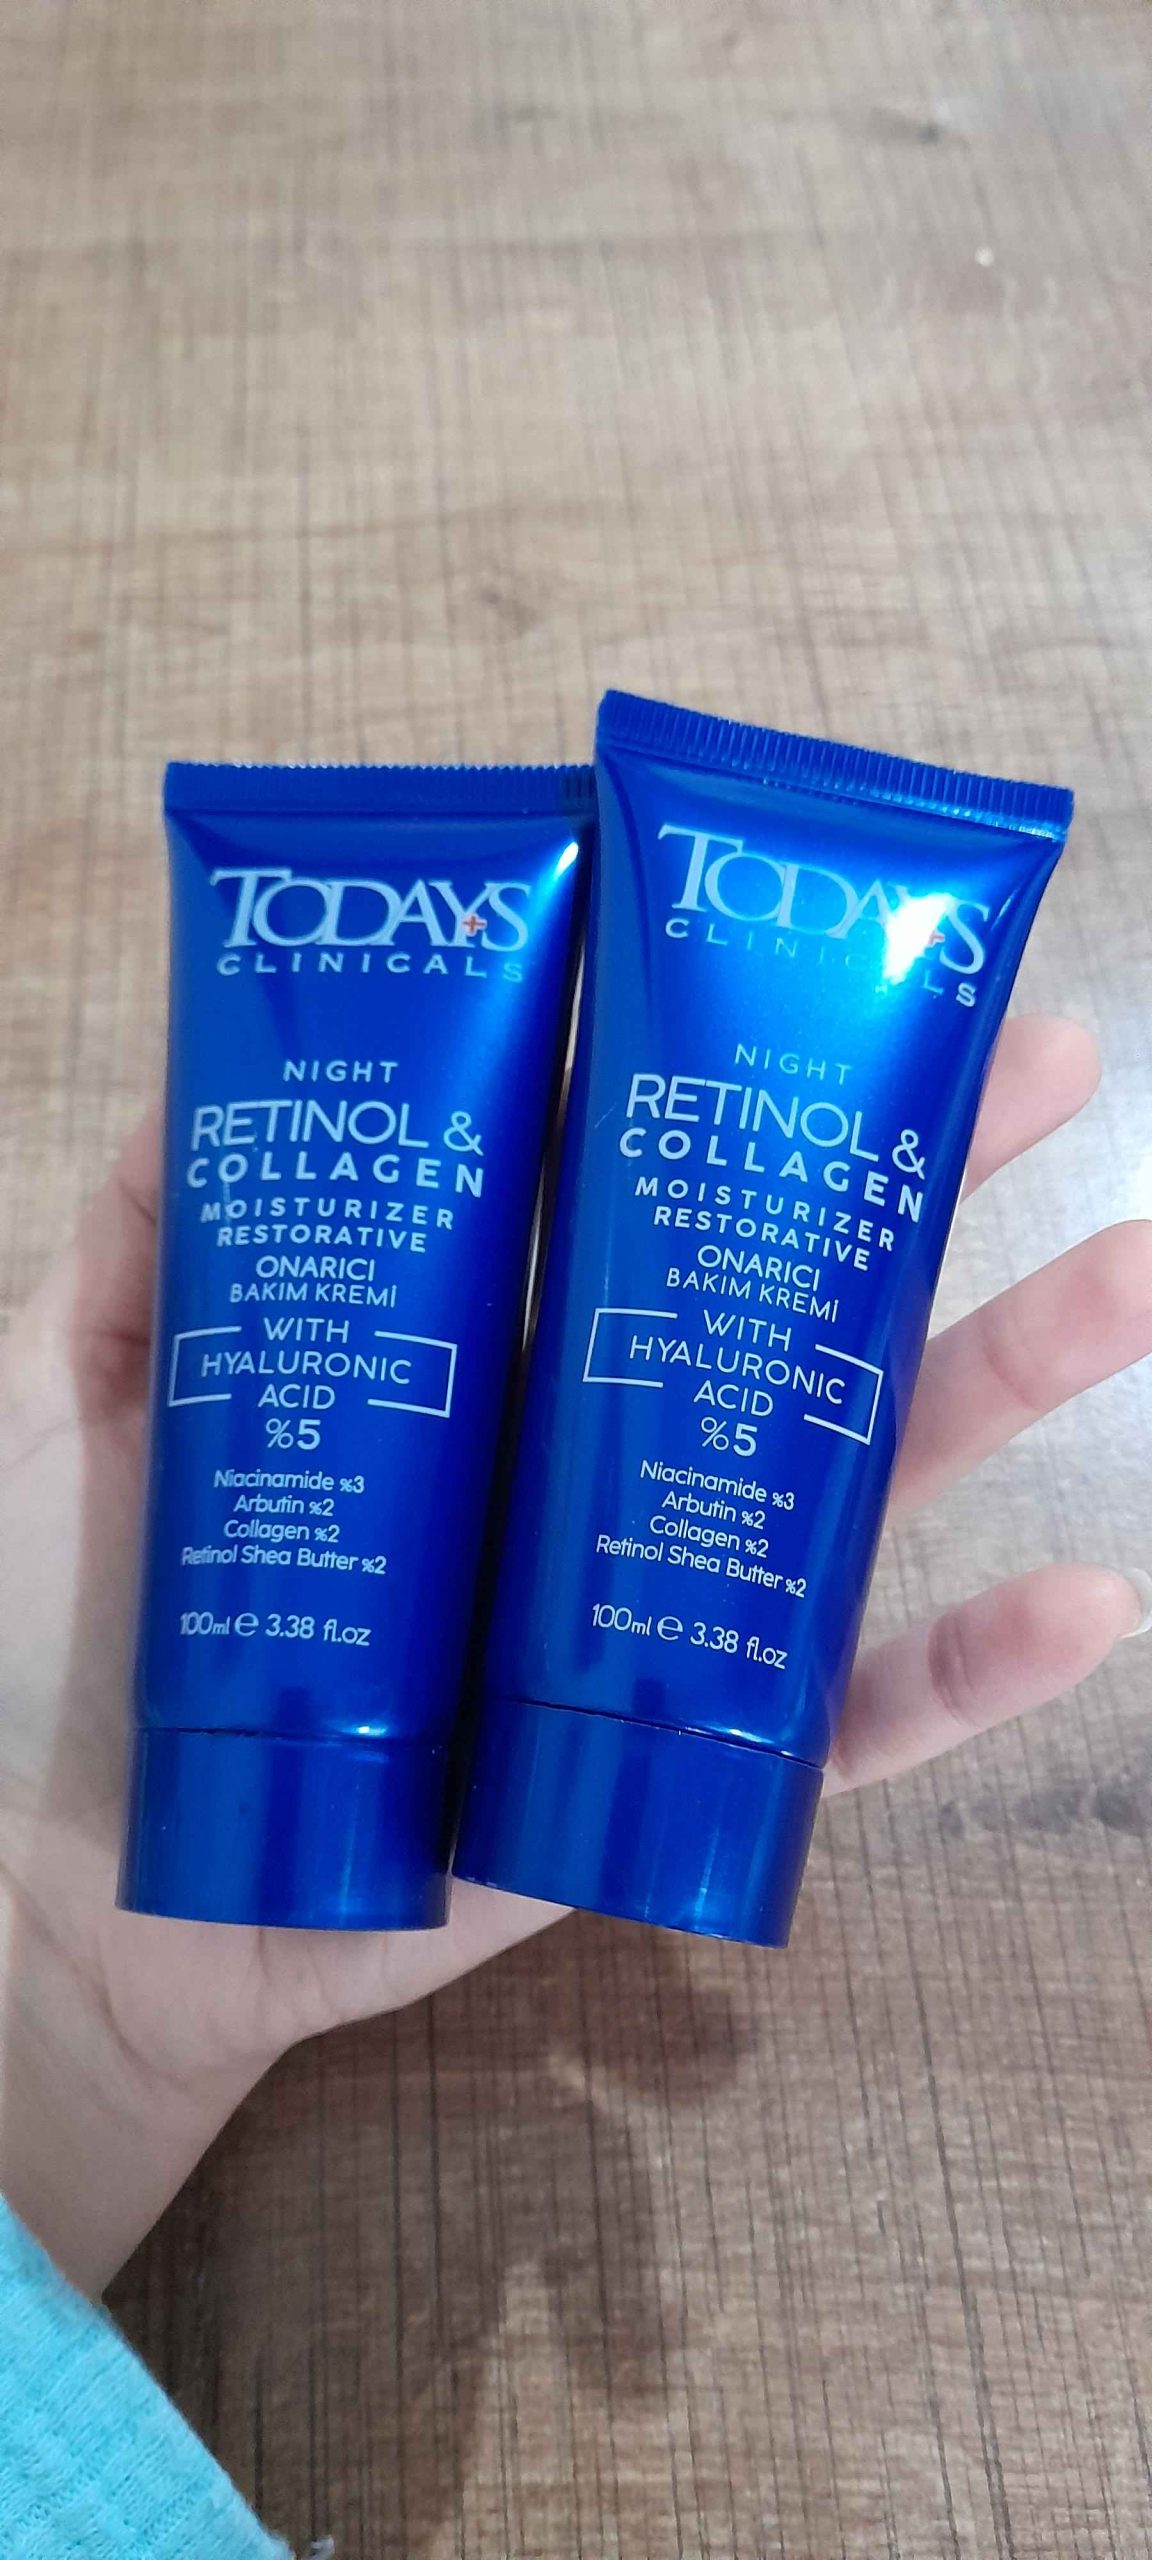 TODAYS
CLINICALS
NIGHT
RETINOL &
COLLAGEN
MOISTURIZER
RESTORATIVE
ONARICI
BAKIM KREMİ
WITH
HYALURONIC
ACID
%5
Niacinamide %3
Arbutin %2
Collagen %2
Retinol Shea Butter %2
100ml e 3.38 fl.oz
TODAYS
CLINICALS
NIGHT
RETINOL &
COLLAGEN
MOISTURIZER
RESTORATIVE
ONARICI
BAKIM KREMİ
WITH
HYALURONIC
ACID
%5
Niacinamide %3
Arbutin %2
Collagen %2
Retinol Shea Butter %2
100ml e 3.38 fl.oz